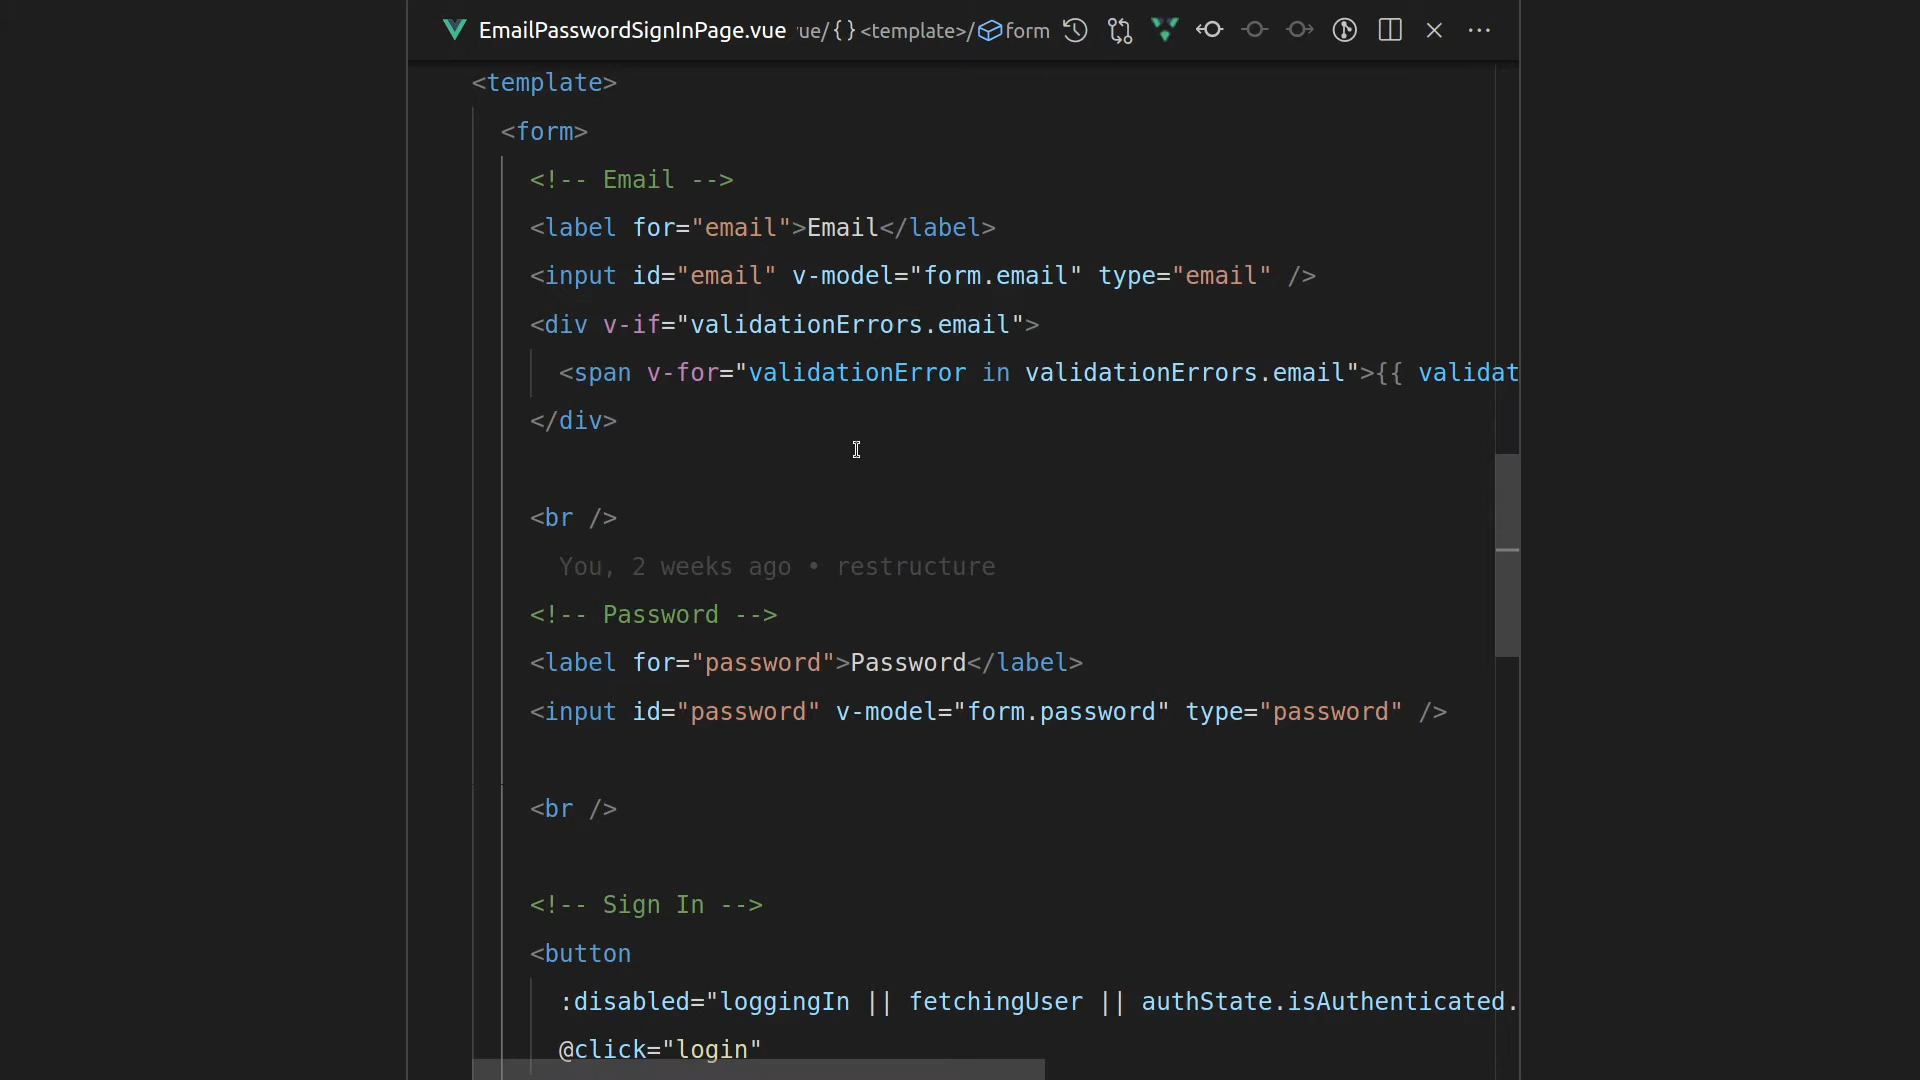 EmailPasswordSignInPage.vue ue/{}<template>/form
<template>
<form>
<!-- Email -->
<label for="email">Email</label>
<input id="email" v-model="form.email" type="email" />
<div v-if="validationErrors.email">
<span v-for="validationError in validationErrors.email">{{ validat
</div>
<br />
You, 2 weeks ago • restructure
<!-- Password -->
<label for="password">Password</label>
<input id="password" v-model="form.password" type="password" />
<br />
<!-- Sign In -->
<button
:disabled="loggingIn || fetchingUser || authState.isAuthenticated.
@click="login"